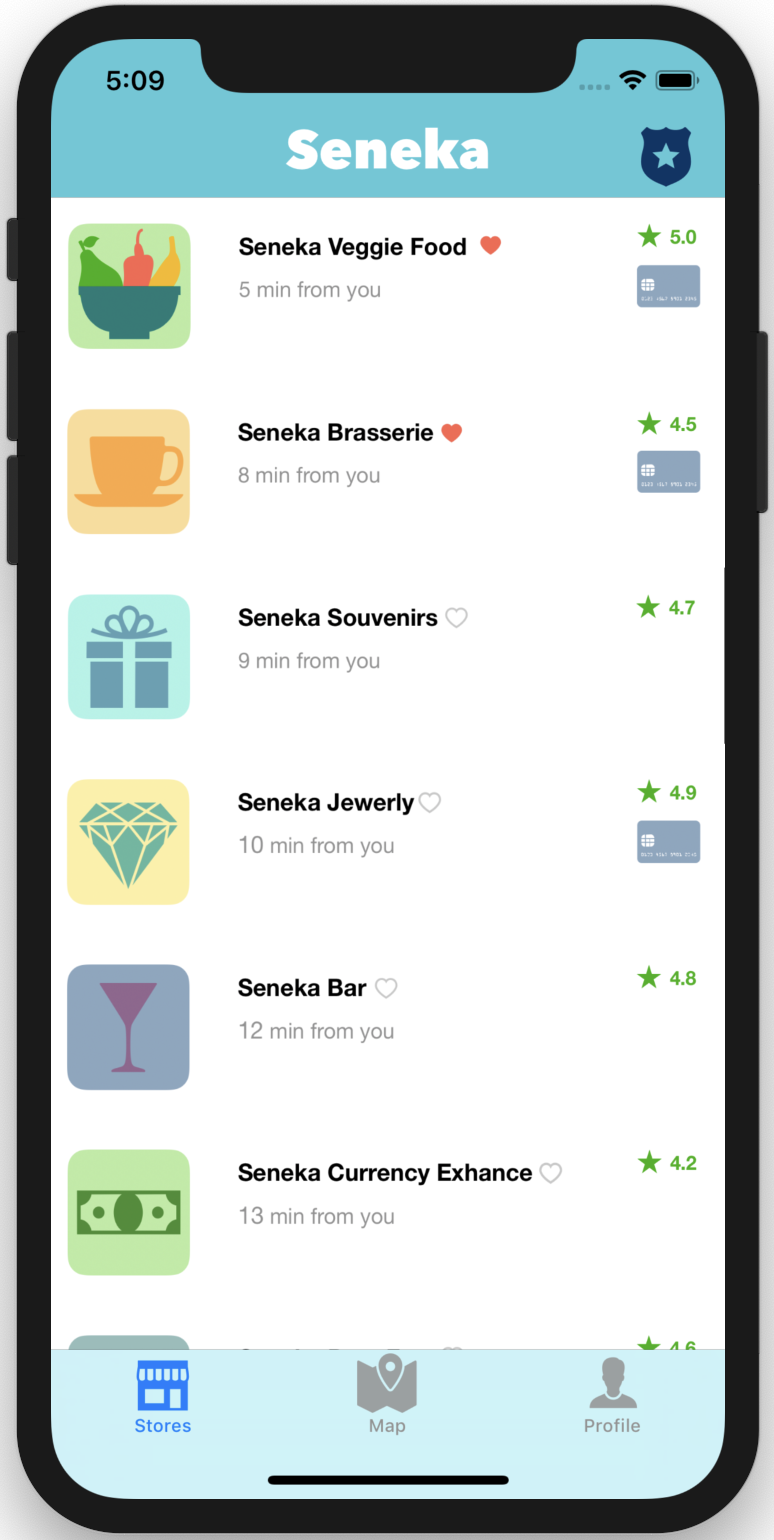 5:09
Seneka
Seneka Veggie Food
5.0
5 min from you
Seneka Brasserie
4.5
8 min from you
Seneka Souvenirs
4.7
9 min from you
Seneka Jewerly
4.9
10 min from you
Seneka Bar
4.8
12 min from you
Seneka Currency Exhance
4.2
13 min from you
4.6
Stores
Map
Profile